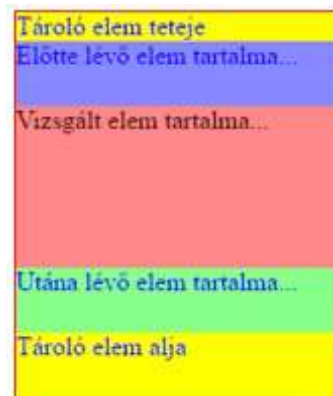 Tároló elem teteje
Előtte lévő elem tartalma...
Vizsgált elem tartalma...
Utána lévő elem tartalma...
Tároló elem alja